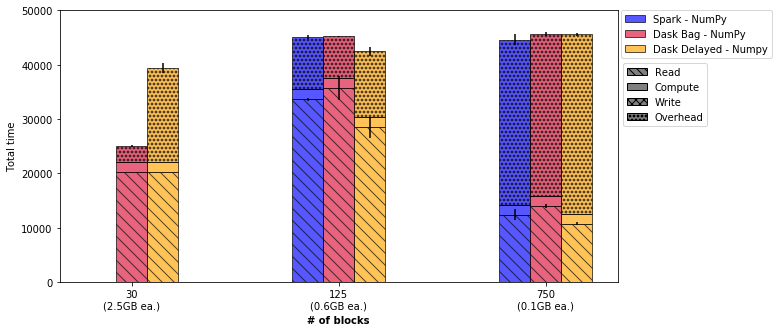 50000
40000
30000
20000
10000
0
Total time
30
(2.5GB ea.)
125
(0.6GB ea.)
750
(0.1GB ea.)
# of blocks
Spark - NumPy
Dask Bag - NumPy
Dask Delayed - Numpy
Read
Compute
Write
Overhead